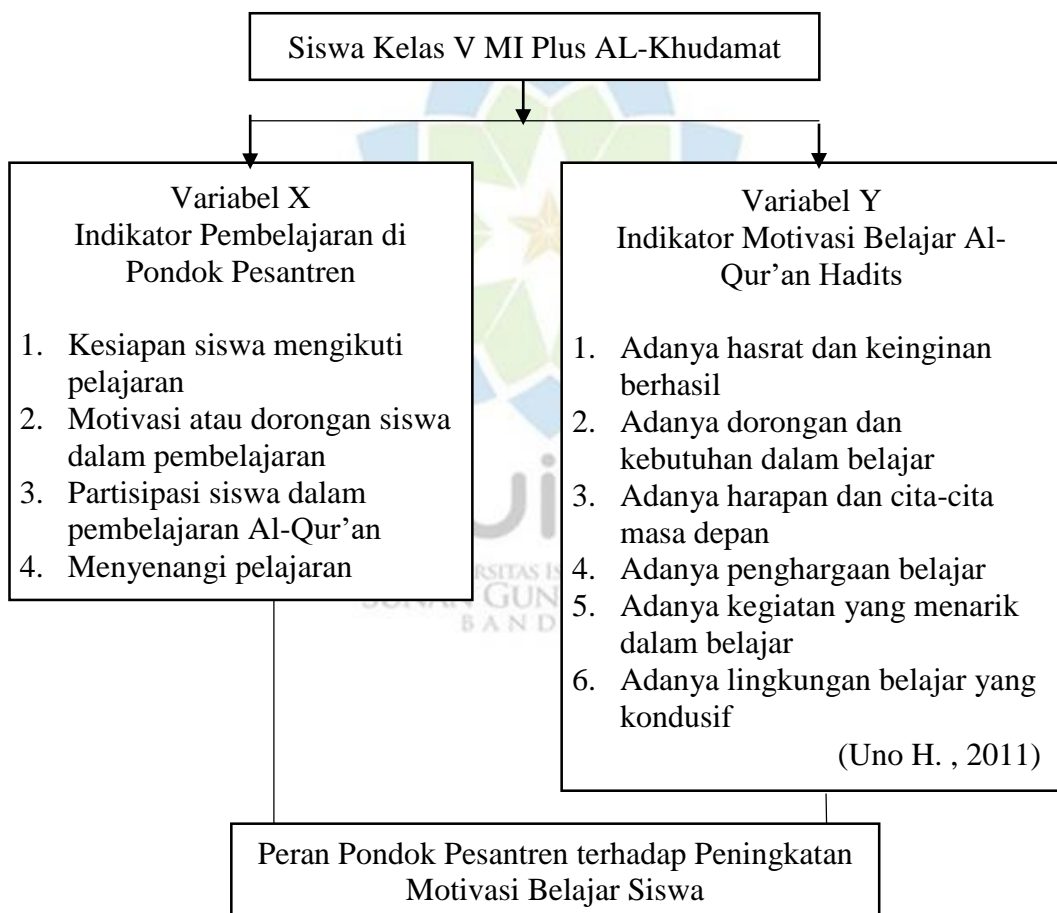 Siswa Kelas V MI Plus AL-Khudamat
Variabel X
Indikator Pembelajaran di
Pondok Pesantren
1. Kesiapan siswa mengikuti
pelajaran
2. Motivasi atau dorongan siswa
dalam pembelajaran
3. Partisipasi siswa dalam
pembelajaran Al-Qur’an
4. Menyenangi pelajaran
Variabel Y
Indikator Motivasi Belajar Al-
Qur’an Hadits
1. Adanya hasrat dan keinginan
berhasil
2. Adanya dorongan dan
kebutuhan dalam belajar
3. Adanya harapan dan cita-cita
masa depan
4. Adanya penghargaan belajar
5. Adanya kegiatan yang menarik
dalam belajar
6. Adanya lingkungan belajar yang
kondusif
(Uno H. , 2011)
Peran Pondok Pesantren terhadap Peningkatan
Motivasi Belajar Siswa